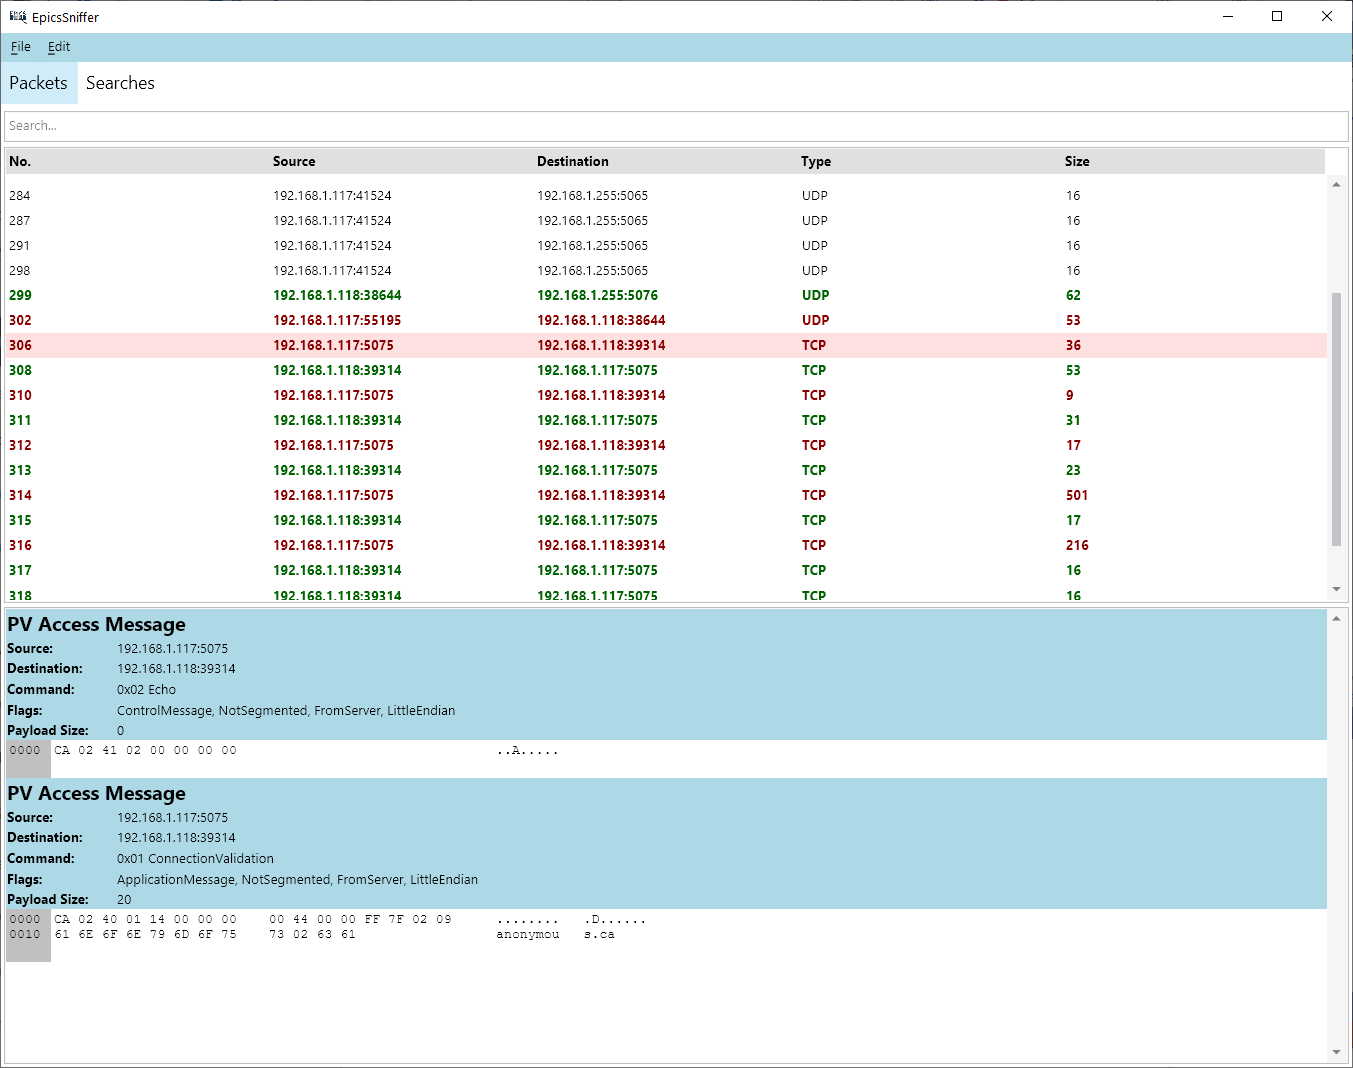 EpicsSniffer
File Edit
Packets Searches
Search...
No. Source Destination Type Size
284 192.168.1.117:41524 192.168.1.255:5065 UDP 16
287 192.168.1.117:41524 192.168.1.255:5065 UDP 16
291 192.168.1.117:41524 192.168.1.255:5065 UDP 16
298 192.168.1.117:41524 192.168.1.255:5065 UDP 16
299 192.168.1.118:38644 192.168.1.255:5076 UDP 62
302 192.168.1.117:55195 192.168.1.118:38644 UDP 53
306 192.168.1.117:5075 192.168.1.118:39314 TCP 36
308 192.168.1.118:39314 192.168.1.117:5075 TCP 53
310 192.168.1.117:5075 192.168.1.118:39314 TCP 9
311 192.168.1.118:39314 192.168.1.117:5075 TCP 31
312 192.168.1.117:5075 192.168.1.118:39314 TCP 17
313 192.168.1.118:39314 192.168.1.117:5075 TCP 23
314 192.168.1.117:5075 192.168.1.118:39314 TCP 501
315 192.168.1.118:39314 192.168.1.117:5075 TCP 17
316 192.168.1.117:5075 192.168.1.118:39314 TCP 216
317 192.168.1.118:39314 192.168.1.117:5075 TCP 16
318 192.168.1.118:39314 192.168.1.117:5075 TCP 16
PV Access Message
Source: 192.168.1.117:5075
Destination: 192.168.1.118:39314
Command: 0x02 Echo
Flags: ControlMessage, NotSegmented, FromServer, LittleEndian
Payload Size: 0
0000 CA 02 41 02 00 00 00 00 ..A.....
PV Access Message
Source: 192.168.1.117:5075
Destination: 192.168.1.118:39314
Command: 0x01 ConnectionValidation
Flags: ApplicationMessage, NotSegmented, FromServer, LittleEndian
Payload Size: 20
0000 CA 02 40 01 14 00 00 00 00 44 00 00 FF 7F 02 09 ........ .D......
0010 61 6E 6F 6E 79 6D 6F 75 73 02 63 61 anonymou s.ca